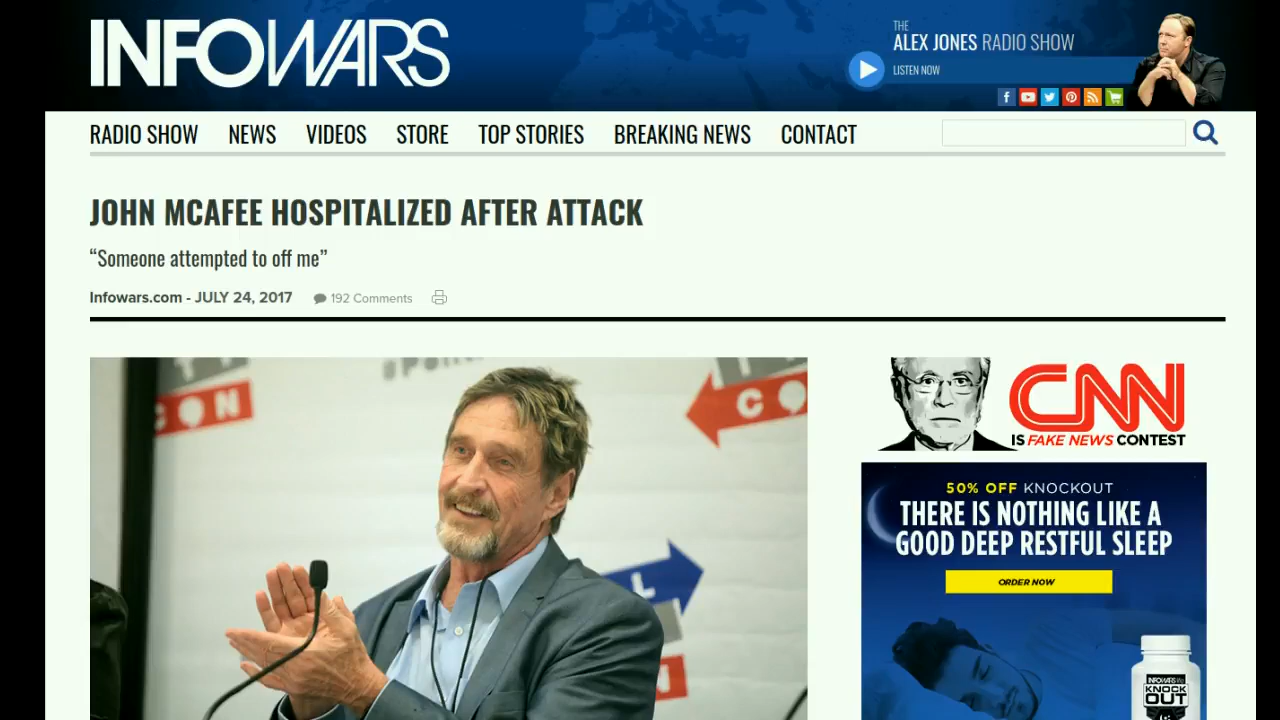 INFOWARS
THE
ALEX JONES RADIO SHOW
LISTEN NOW
RADIO SHOW NEWS VIDEOS STORE TOP STORIES BREAKING NEWS CONTACT
JOHN MCAFEE HOSPITALIZED AFTER ATTACK
“Someone attempted to off me”
Infowars.com - JULY 24, 2017 192 Comments
CON
CO
L
CNN
IS FAKE NEWS CONTEST
50% OFF KNOCKOUT
THERE IS NOTHING LIKE A
GOOD DEEP RESTFUL SLEEP
ORDER NOW
KNOCK
OUT